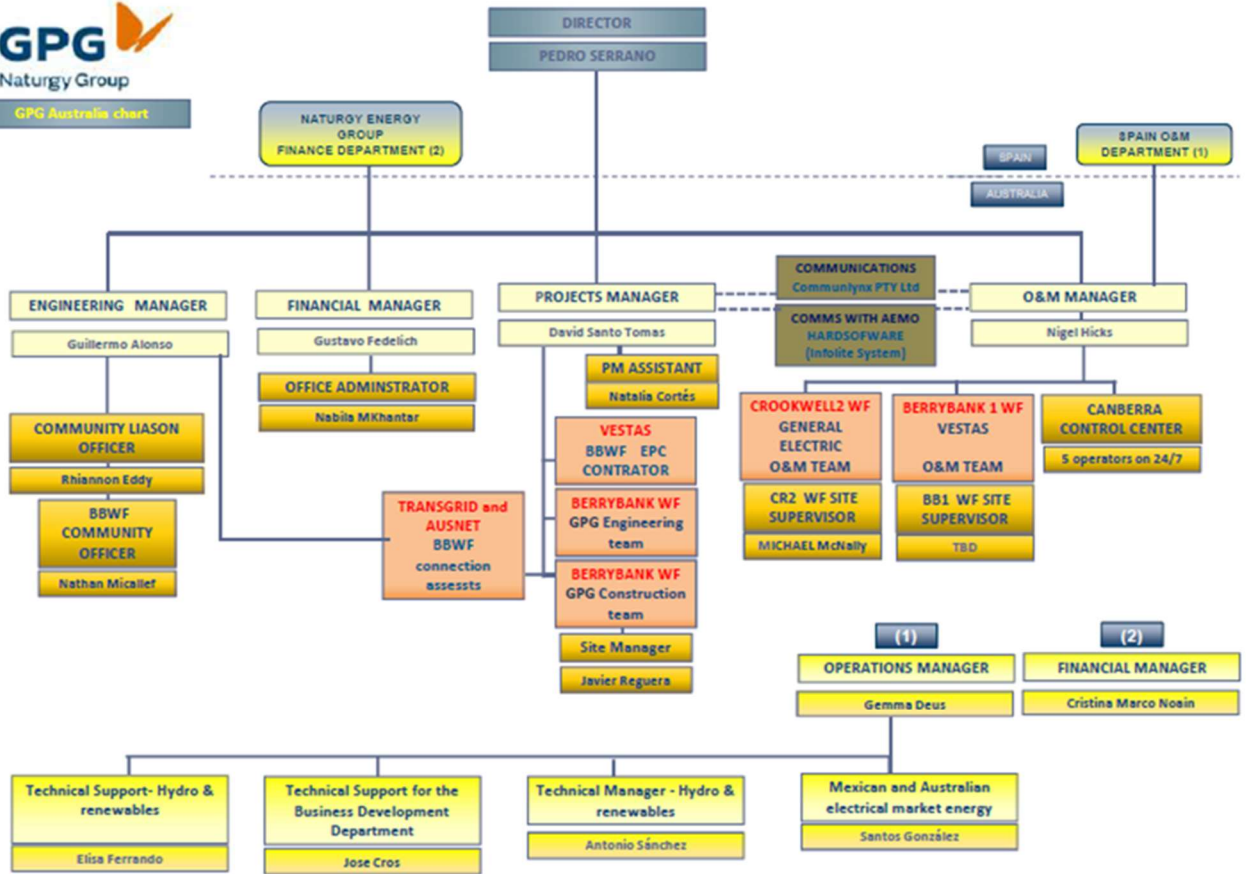 GPG
Naturgy Group
GPG Australia chart
DIRECTOR
PEDRO SERRANO
NATURGY ENERGY
GROUP
FINANCE DEPARTMENT (2)
SPAIN O&M
DEPARTMENT (1)
SPAIN
AUSTRALIA
ENGINEERING MANAGER
Guillermo Alonso
FINANCIAL MANAGER
Gustavo Fedelich
OFFICE ADMINSTRATOR
Nabila MKhantar
PROJECTS MANAGER
David Santo Tomas
PM ASSISTANT
Natalia Cortés
COMMUNICATIONS
Communlynx PTY Ltd
COMMS WITH AEMO
HARDSOFWARE
(Infolite System)
O&M MANAGER
Nigel Hicks
COMMUNITY LIASON
OFFICER
Rhiannon Eddy
BBWF
COMMUNITY
OFFICER
Nathan Micallef
TRANSGRID and
AUSNET
BBWF
connection
assessts
VESTAS
BBWF EPC
CONTRATOR
BERRYBANK WF
GPG Engineering
team
BERRYBANK WF
GPG Construction
team
Site Manager
Javier Reguera
CROOKWELL2 WF
GENERAL
ELECTRIC
O&M TEAM
CR2 WF SITE
SUPERVISOR
MICHAEL McNally
BERRYBANK 1 WF
VESTAS
O&M TEAM
BB1 WF SITE
SUPERVISOR
TBD
CANBERRA
CONTROL CENTER
5 operators on 24/7
(1)
OPERATIONS MANAGER
Gemma Deus
(2)
FINANCIAL MANAGER
Cristina Marco Noain
Technical Support- Hydro &
renewables
Elisa Ferrando
Technical Support for the
Business Development
Department
Jose Cros
Technical Manager - Hydro &
renewables
Antonio Sánchez
Mexican and Australian
electrical market energy
Santos González